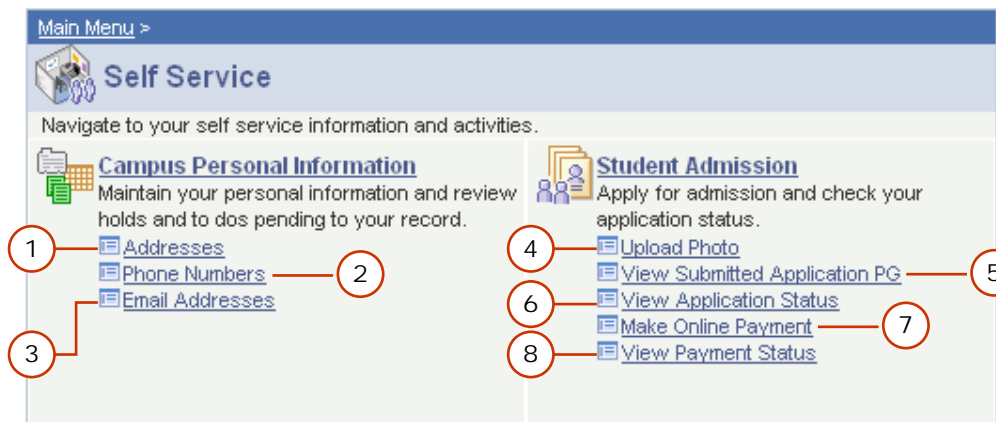 Main Menu >
Self Service
Navigate to your self service information and activities.
Campus Personal Information
Maintain your personal information and review
holds and to dos pending to your record.
1 Addresses
Phone Numbers 2
3 Email Addresses
Student Admission
Apply for admission and check your
application status.
4 Upload Photo
View Submitted Application PG 5
6 View Application Status
Make Online Payment 7
8 View Payment Status